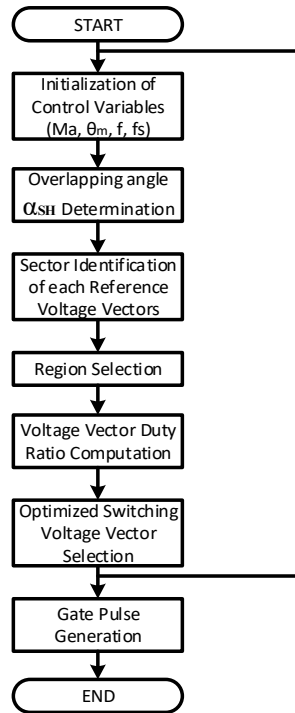 START
Initialization of
Control Variables
(Ma, θm, f, fs)
Overlapping angle
αSH Determination
Sector Identification
of each Reference
Voltage Vectors
Region Selection
Voltage Vector Duty
Ratio Computation
Optimized Switching
Voltage Vector
Selection
Gate Pulse
Generation
END